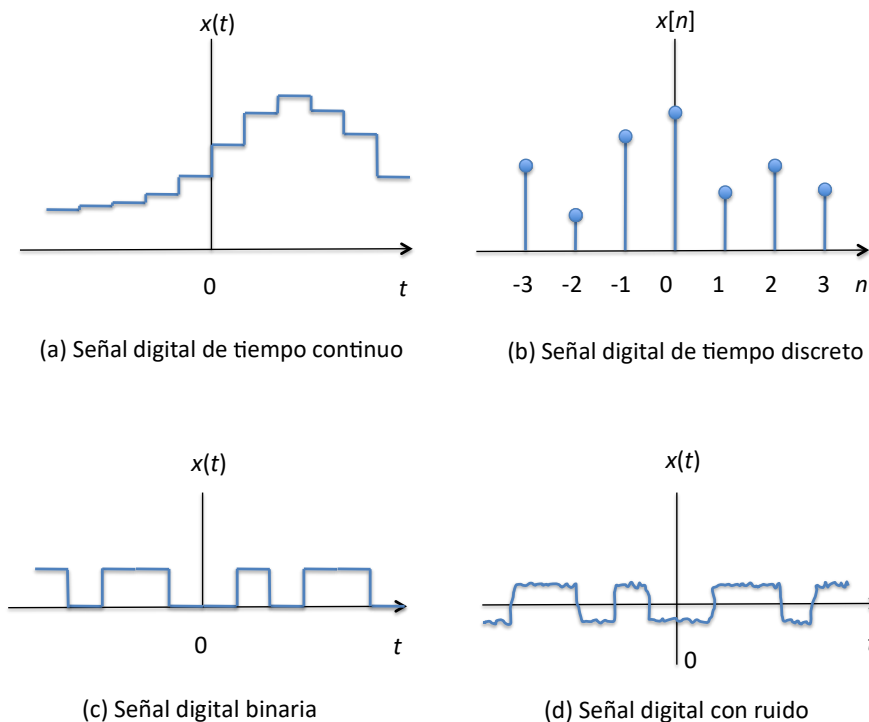 x(t)
x[n]
0 t
-3 -2 -1 0 1 2 3 n
(a) Señal digital de tiempo continuo
(b) Señal digital de tiempo discreto
x(t)
x(t)
0 t
0
(c) Señal digital binaria
(d) Señal digital con ruido